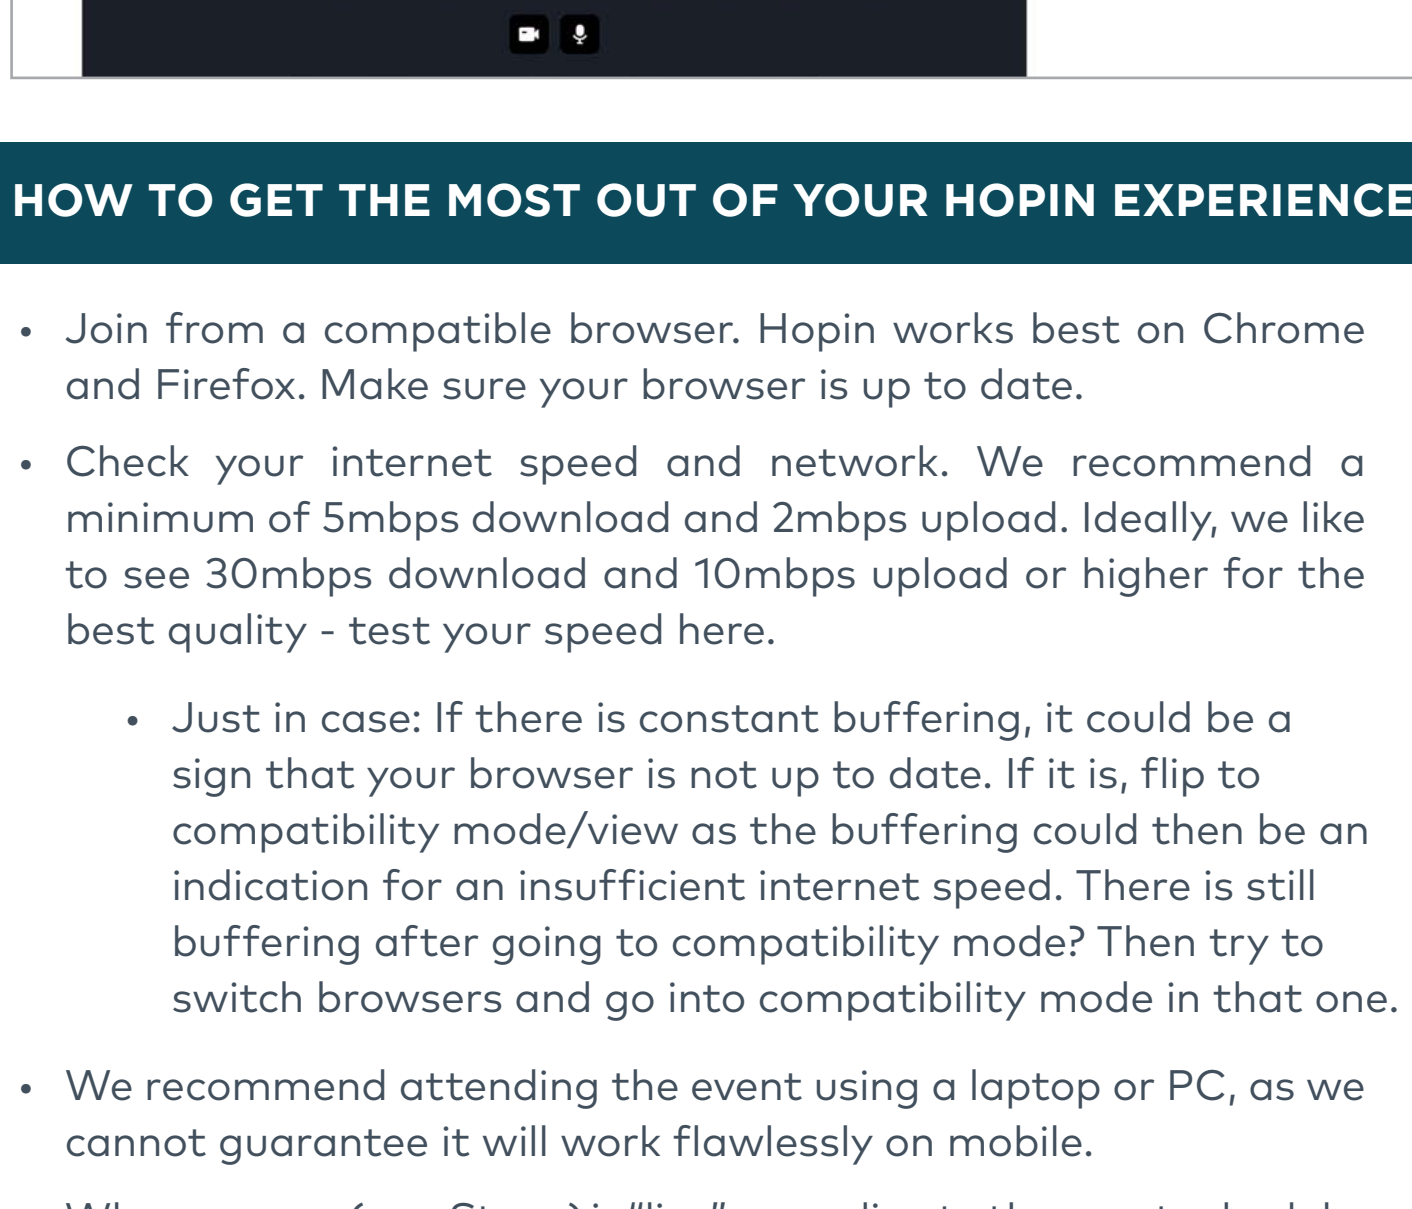 HOW TO GET THE MOST OUT OF YOUR HOPIN EXPERIENCE
• Join from a compatible browser. Hopin works best on Chrome
and Firefox. Make sure your browser is up to date.
• Check your internet speed and network. We recommend a
minimum of 5mbps download and 2mbps upload. Ideally, we like
to see 30mbps download and 10mbps upload or higher for the
best quality - test your speed here.
• Just in case: If there is constant buffering, it could be a
sign that your browser is not up to date. If it is, flip to
compatibility mode/view as the buffering could then be an
indication for an insufficient internet speed. There is still
buffering after going to compatibility mode? Then try to
switch browsers and go into compatibility mode in that one.
• We recommend attending the event using a laptop or PC, as we
cannot guarantee it will work flawlessly on mobile.